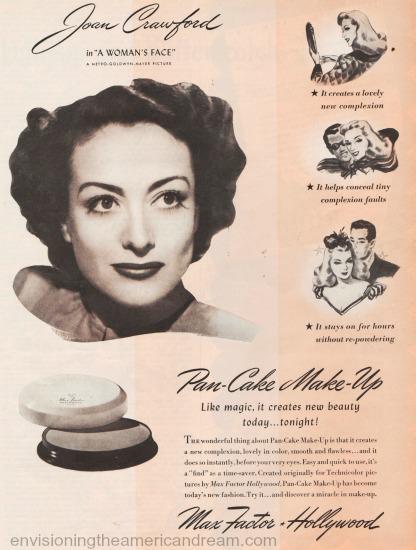 Joan Crawford
in "A WOMAN'S FACE"
A METRO-GOLDWYN-MAYER PICTURE
★ It creates a lovely
new complexion
★ It helps conceal tiny
complexion faults
★ It stays on for hours
without re-powdering
Max Factor
Pan-Cake Make-Up
Like magic, it creates new beauty
today...tonight!
THE wonderful thing about Pan-Cake Make-Up is that it creates
a new complexion, lovely in color, smooth and flawless...and it
does so instantly, before your very eyes. Easy and quick to use, it's
a "find" as a time-saver. Created originally for Technicolor pic-
tures by Max Factor Hollywood, Pan-Cake Make-Up has become
today's new fashion. Try it...and discover a miracle in make-up.
Max Factor ★ Hollywood
envisioningtheamericandream.com